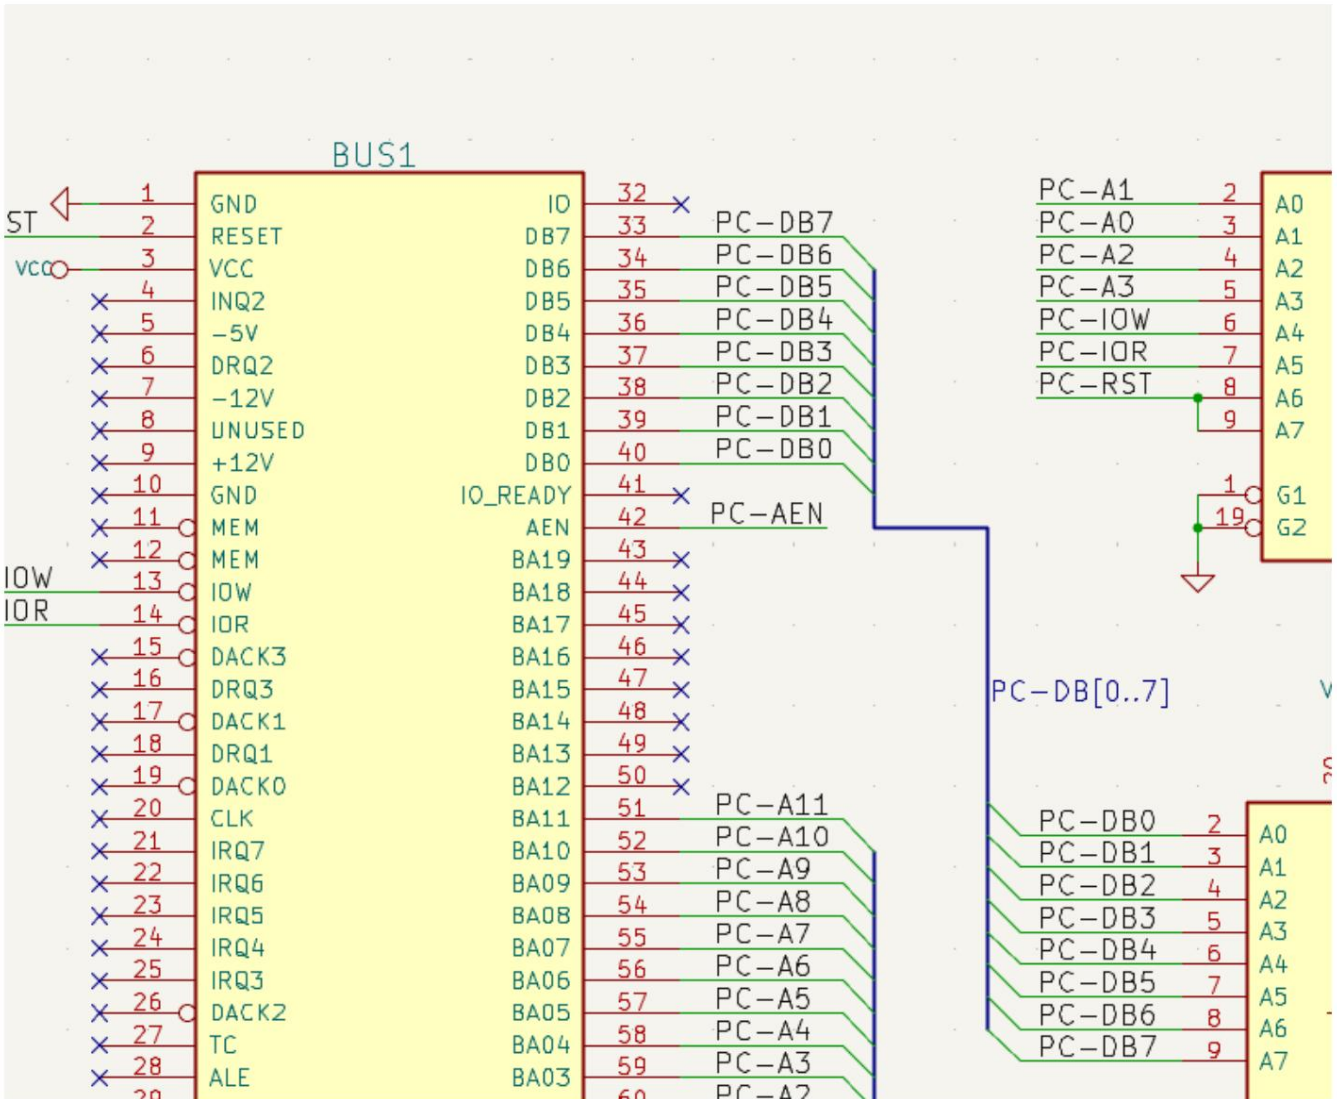 BUS1
1 GND
ST 2 RESET
VCC 3 VCC
4 INQ2
5 -5V
6 DRQ2
7 -12V
8 UNUSED
9 +12V
10 GND
11 MEM
12 MEM
IOW 13 IOW
IOR 14 IOR
15 DACK3
16 DRQ3
17 DACK1
18 DRQ1
19 DACK0
20 CLK
21 IRQ7
22 IRQ6
23 IRQ5
24 IRQ4
25 IRQ3
26 DACK2
27 TC
28 ALE
29
IO 32
DB7 33 PC-DB7
DB6 34 PC-DB6
DB5 35 PC-DB5
DB4 36 PC-DB4
DB3 37 PC-DB3
DB2 38 PC-DB2
DB1 39 PC-DB1
DB0 40 PC-DB0
IO_READY 41
AEN 42 PC-AEN
BA19 43
BA18 44
BA17 45
BA16 46
BA15 47
BA14 48
BA13 49
BA12 50
BA11 51 PC-A11
BA10 52 PC-A10
BA09 53 PC-A9
BA08 54 PC-A8
BA07 55 PC-A7
BA06 56 PC-A6
BA05 57 PC-A5
BA04 58 PC-A4
BA03 59 PC-A3
60 PC-A2
PC-A1 2 A0
PC-A0 3 A1
PC-A2 4 A2
PC-A3 5 A3
PC-IOW 6 A4
PC-IOR 7 A5
PC-RST 8 A6
9 A7
1 G1
19 G2
PC-DB[0..7]
V
20
PC-DB0 2 A0
PC-DB1 3 A1
PC-DB2 4 A2
PC-DB3 5 A3
PC-DB4 6 A4
PC-DB5 7 A5
PC-DB6 8 A6
PC-DB7 9 A7